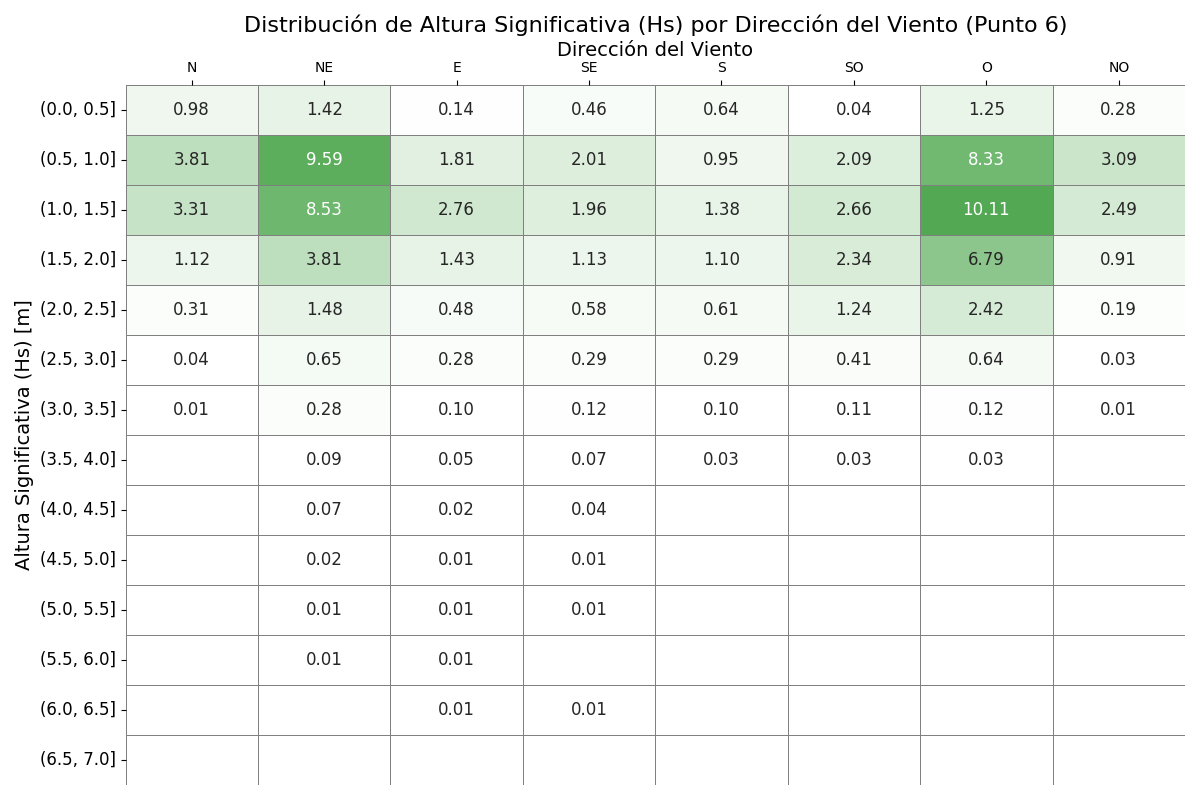 Distribución de Altura Significativa (Hs) por Dirección del Viento (Punto 6)
Dirección del Viento
N NE E SE S SO O NO
Altura Significativa (Hs) [m]
(0.0, 0.5] 0.98 1.42 0.14 0.46 0.64 0.04 1.25 0.28
(0.5, 1.0] 3.81 9.59 1.81 2.01 0.95 2.09 8.33 3.09
(1.0, 1.5] 3.31 8.53 2.76 1.96 1.38 2.66 10.11 2.49
(1.5, 2.0] 1.12 3.81 1.43 1.13 1.10 2.34 6.79 0.91
(2.0, 2.5] 0.31 1.48 0.48 0.58 0.61 1.24 2.42 0.19
(2.5, 3.0] 0.04 0.65 0.28 0.29 0.29 0.41 0.64 0.03
(3.0, 3.5] 0.01 0.28 0.10 0.12 0.10 0.11 0.12 0.01
(3.5, 4.0] 0.09 0.05 0.07 0.03 0.03 0.03
(4.0, 4.5] 0.07 0.02 0.04
(4.5, 5.0] 0.02 0.01 0.01
(5.0, 5.5] 0.01 0.01 0.01
(5.5, 6.0] 0.01 0.01
(6.0, 6.5] 0.01 0.01
(6.5, 7.0]